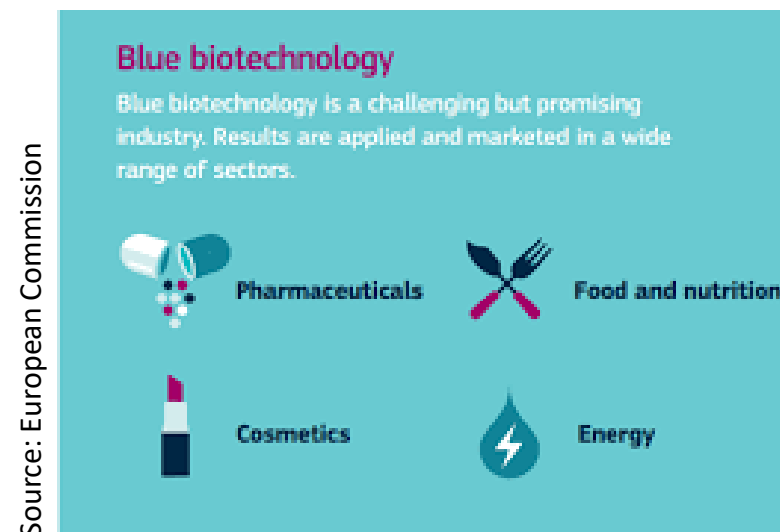 Blue biotechnology
Blue biotechnology is a challenging but promising
industry. Results are applied and marketed in a wide
range of sectors.
Pharmaceuticals
Food and nutrition
Cosmetics
Energy
Source: European Commission